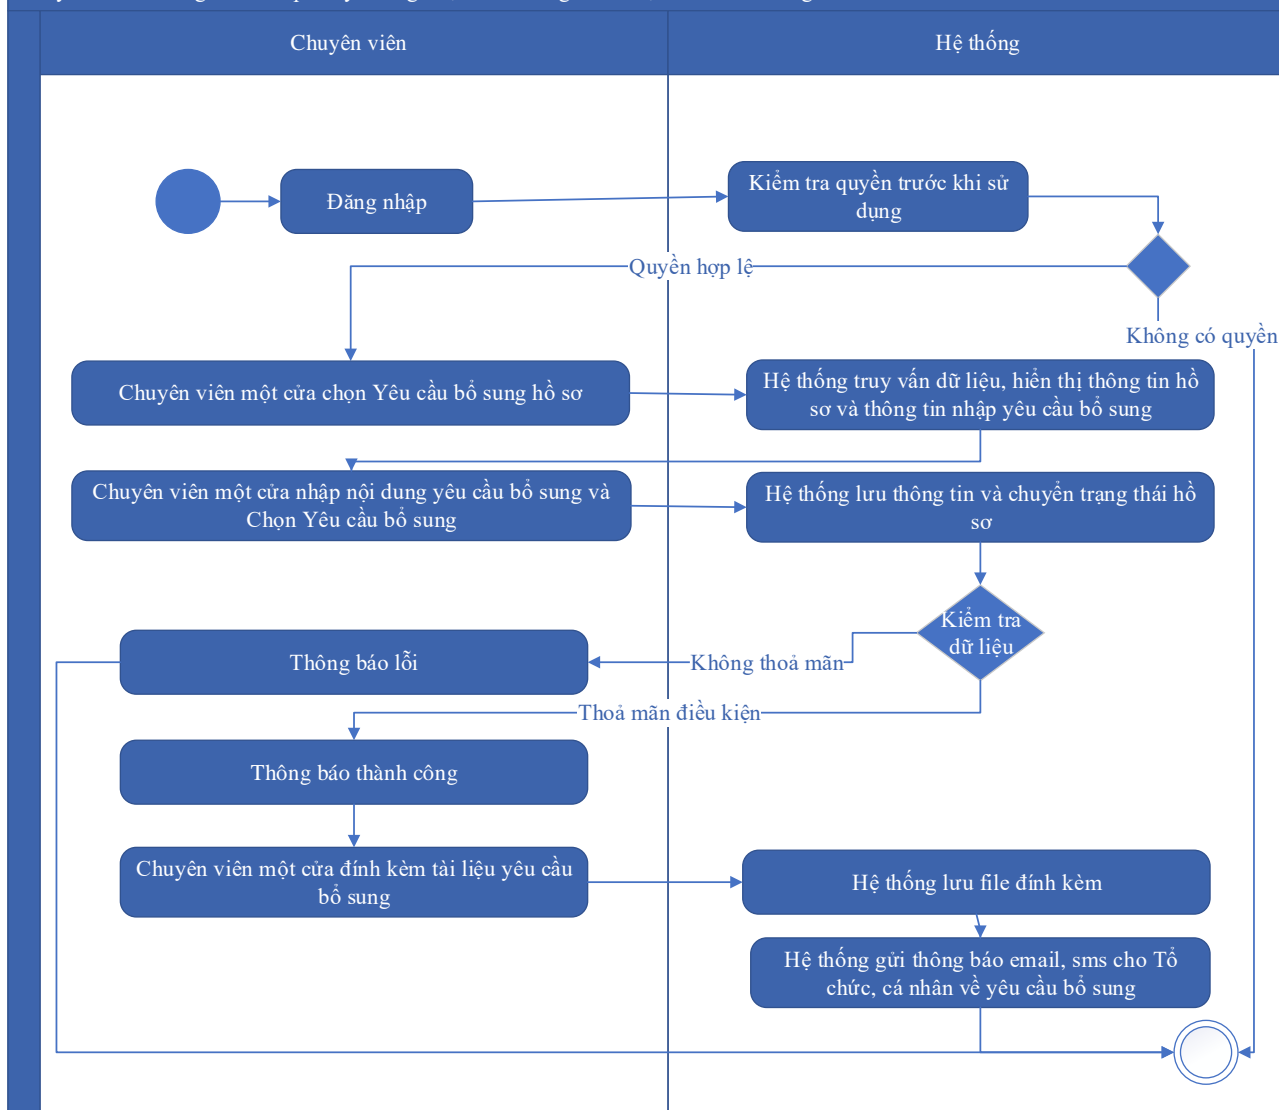 Chuyên viên
Hệ thống
Đăng nhập
Kiểm tra quyền trước khi sử
dụng
Quyền hợp lệ
Không có quyền
Chuyên viên một cửa chọn Yêu cầu bổ sung hồ sơ
Hệ thống truy vấn dữ liệu, hiển thị thông tin hồ
sơ và thông tin nhập yêu cầu bổ sung
Chuyên viên một cửa nhập nội dung yêu cầu bổ sung và
Chọn Yêu cầu bổ sung
Hệ thống lưu thông tin và chuyển trạng thái hồ
sơ
Kiểm tra
dữ liệu
Thông báo lỗi
Không thoả mãn
Thoả mãn điều kiện
Thông báo thành công
Chuyên viên một cửa đính kèm tài liệu yêu cầu
bổ sung
Hệ thống lưu file đính kèm
Hệ thống gửi thông báo email, sms cho Tổ
chức, cá nhân về yêu cầu bổ sung